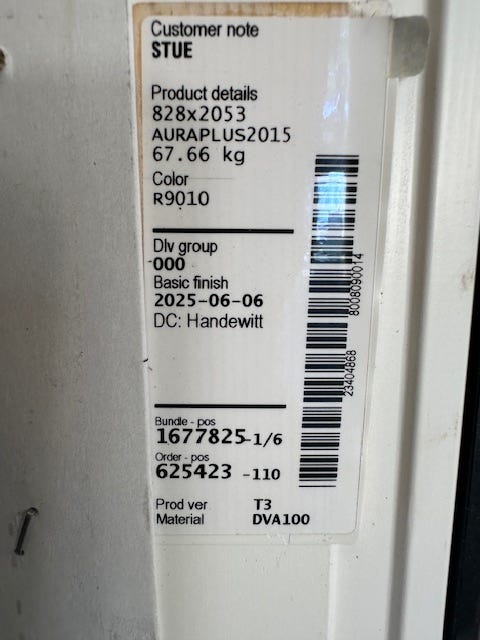 Customer note
STUE
Product details
828x2053
AURAPLUS2015
67.66 kg
Color
R9010
Dlv group
000
Basic finish
2025-06-06
DC: Handewitt
8008090014
23404868
Bundle - pos
1677825-1/6
Order - pos
625423 -110
Prod ver T3
Material DVA100